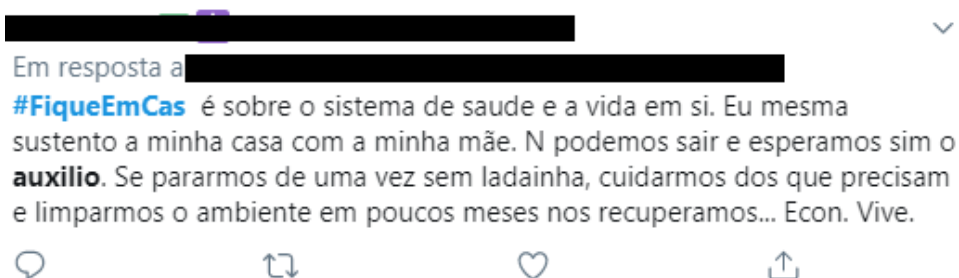 Em resposta a
#FiqueEmCas é sobre o sistema de saude e a vida em si. Eu mesma
sustento a minha casa com a minha mãe. N podemos sair e esperamos sim o
auxilio. Se pararmos de uma vez sem ladainha, cuidarmos dos que precisam
e limparmos o ambiente em poucos meses nos recuperamos... Econ. Vive.